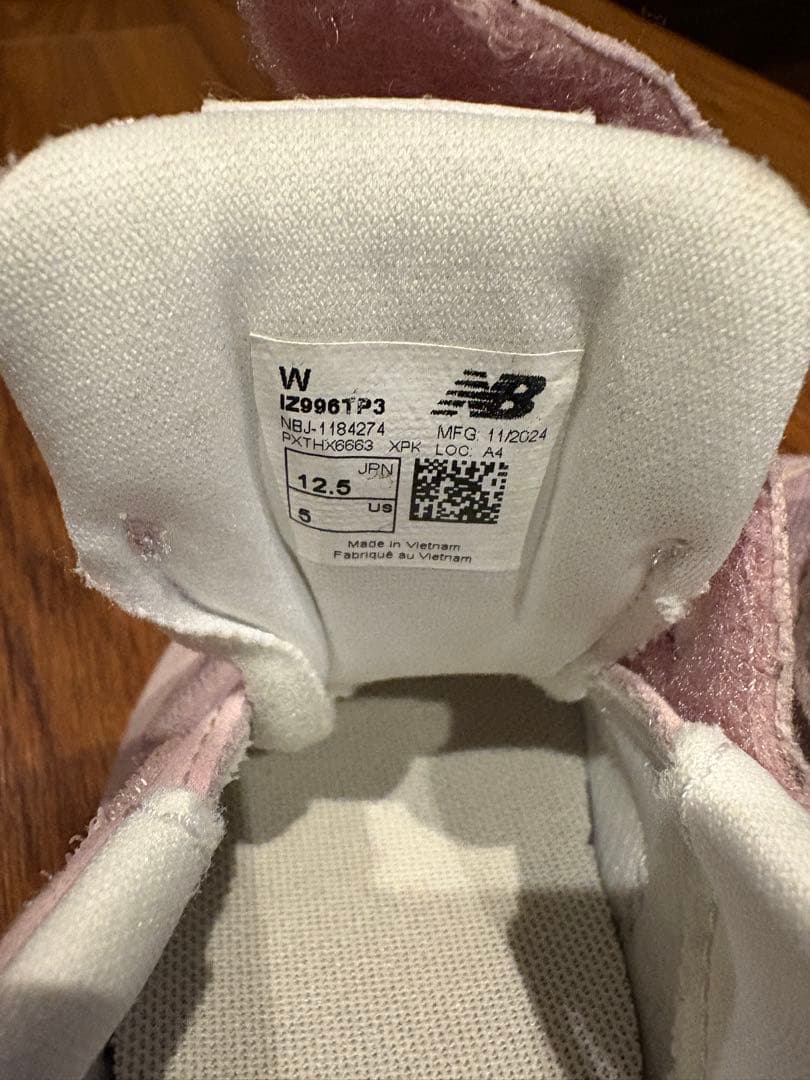 W
IZ996TP3
NB
NBJ-1184274 MFG: 11/2024
PXTHX6663 XPK LOC: A4
JPN
12.5
US
5
Made in Vietnam
Fabriqué au Vietnam